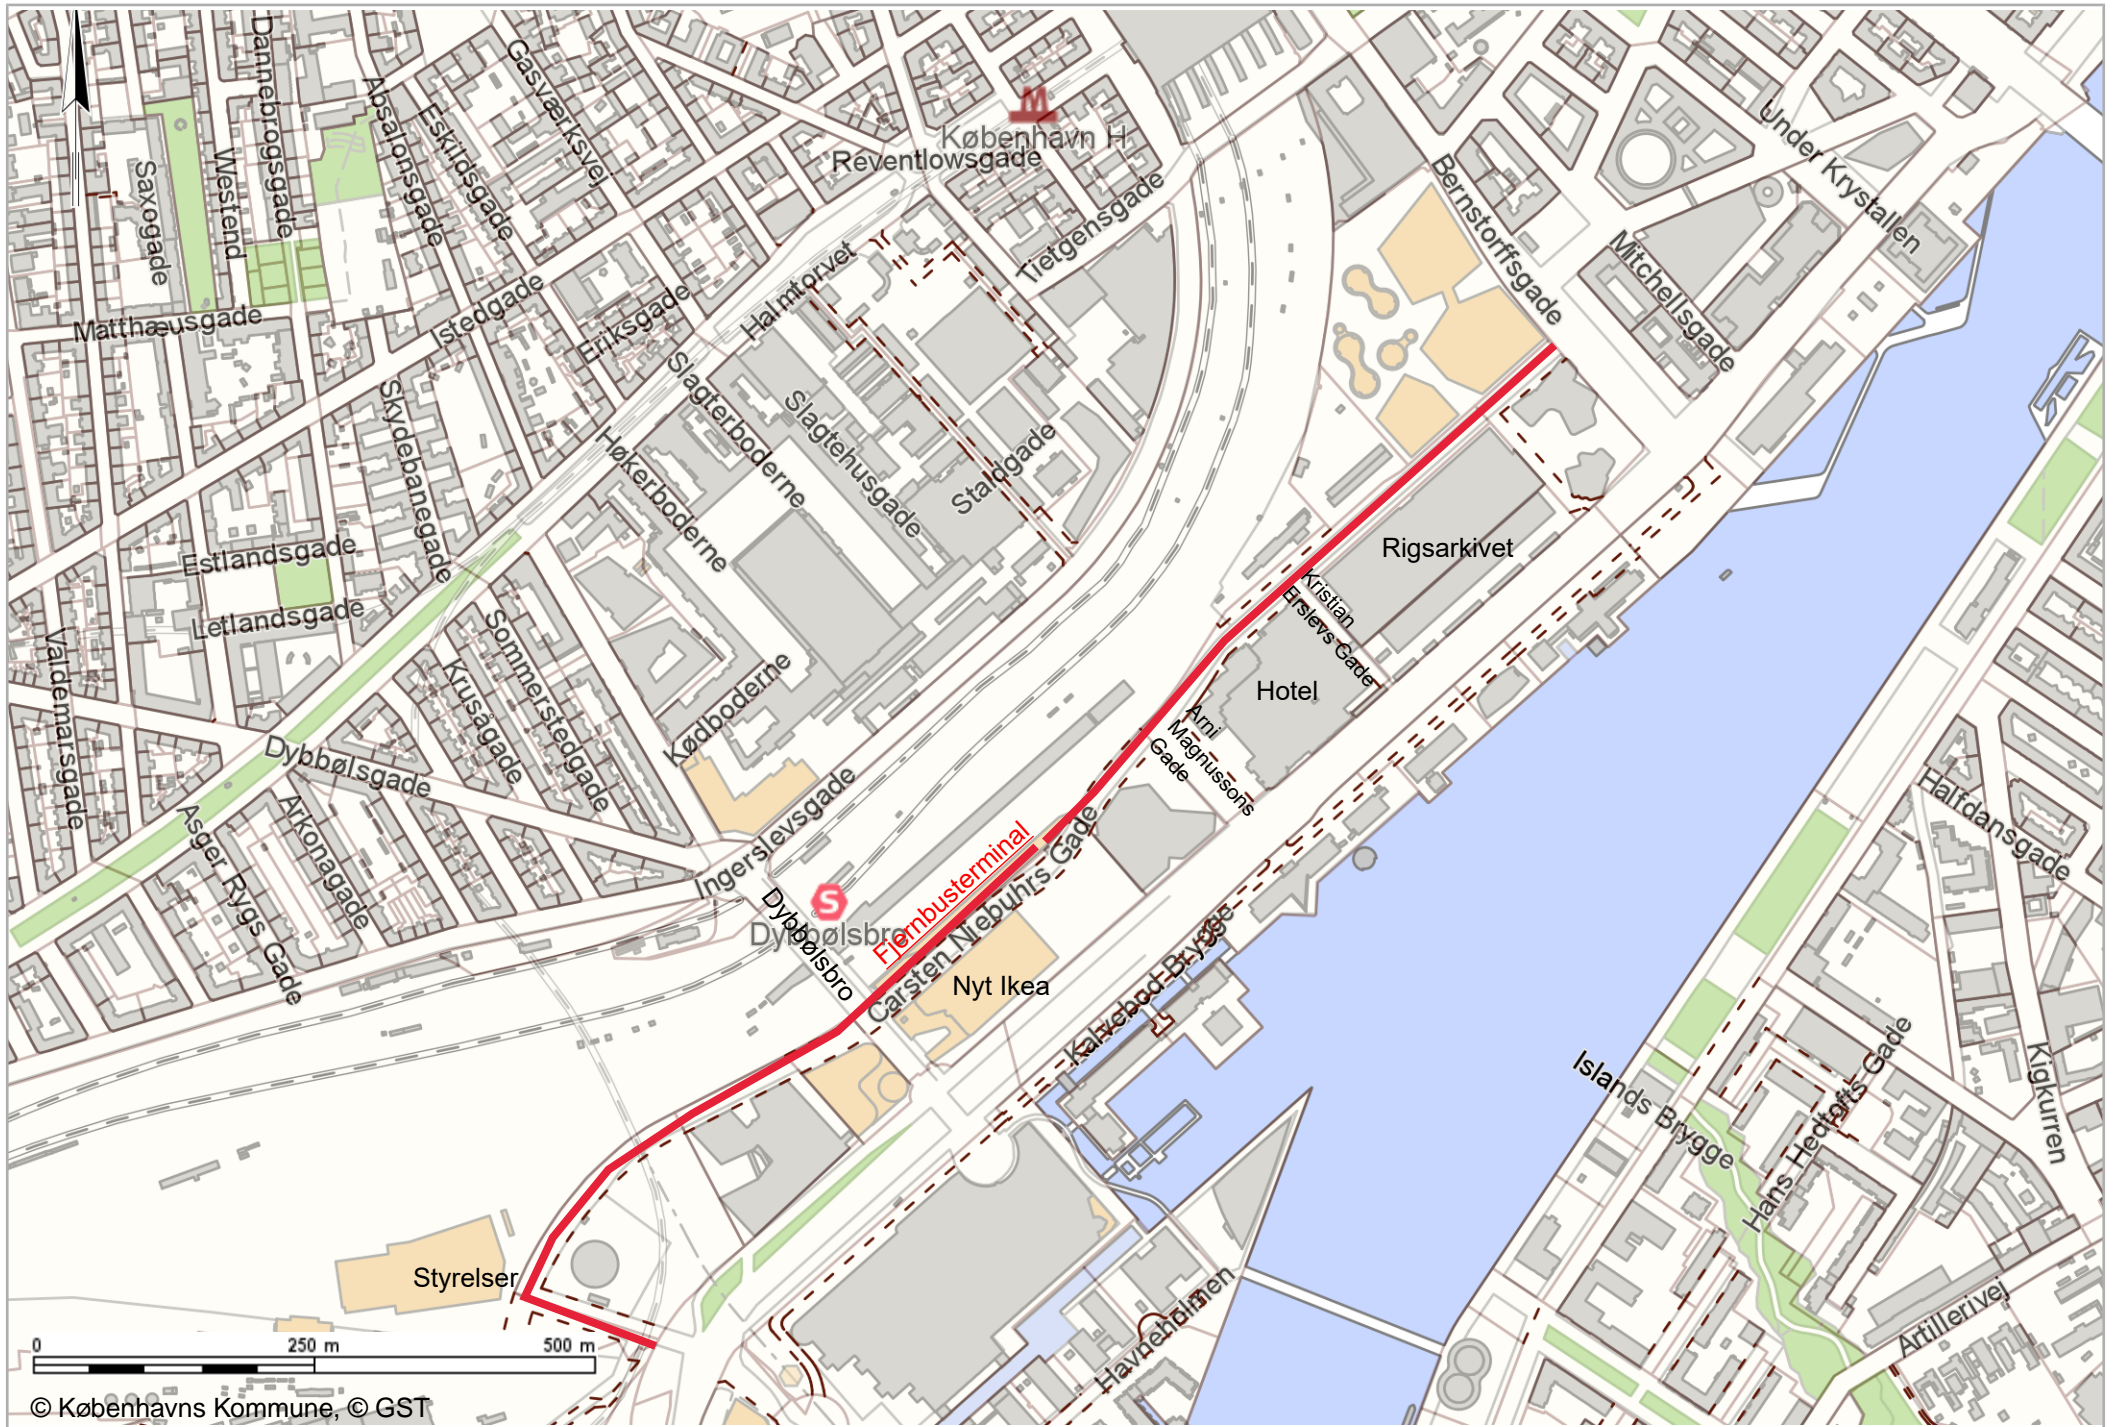 Dannebrogsgade
Gasværksvej
Absalonsgade
Eskildsgade
M
København H
Reventlowsgade
Under Krystallen
Saxogade
Westend
Bernstorffsgade
Tietgensgade
Mitchellsgade
Halmtorvet
Matthæusgade
Istedgade
Eriksgade
Slagterboderne
Skydebanegade
Slagtehusgade
Høkerboderne
Staldgade
Rigsarkivet
Estlandsgade
Kristian
Erslevs Gade
Letlandsgade
Sommerstedgade
Valdemarsgade
Krusågade
Kødboderne
Hotel
Arni
Magnussons
Gade
Dybbølsgade
Ingerslevsgade
Halfdansgade
Arkonagade
Asger Rygs Gade
Fjernbusterminal
S
Dybbølsbro
Dybbølsbro
Carsten Niebuhrs Gade
Nyt Ikea
Kalvebod Brygge
Islands Brygge
Hans Hedtofts Gade
Kigkurren
Styrelser
Havneholmen
Artillerivej
0 250 m 500 m
© Københavns Kommune, © GST